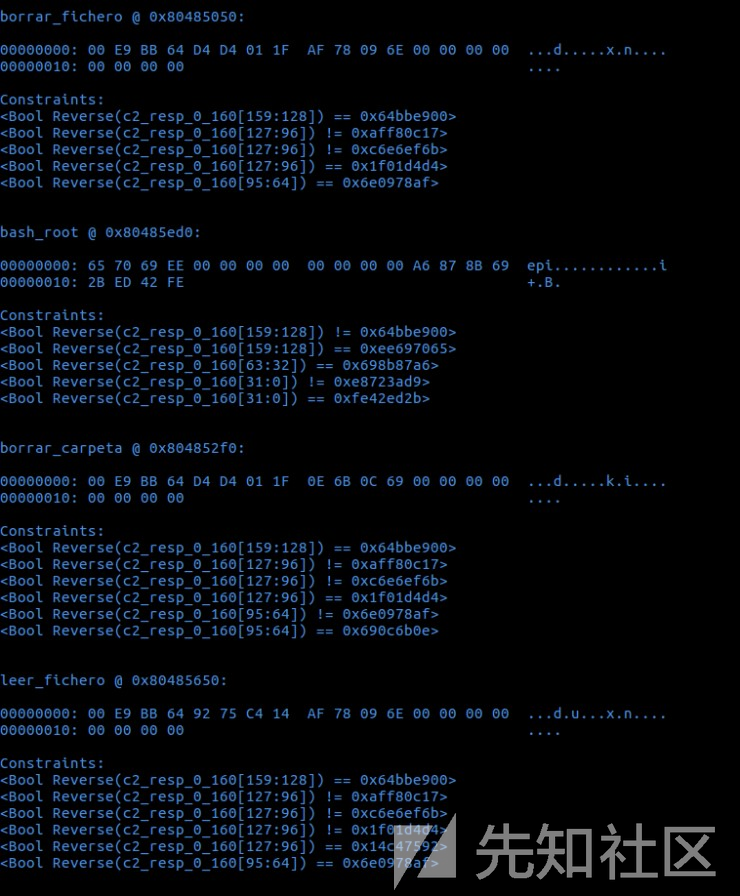 borrar_fichero @ 0x80485050:
00000000: 00 E9 BB 64 D4 D4 01 1F  AF 78 09 6E 00 00 00 00  ...d.....x.n....
00000010: 00 00 00 00                                       ....
Constraints:
<Bool Reverse(c2_resp_0_160[159:128]) == 0x64bbe900>
<Bool Reverse(c2_resp_0_160[127:96]) != 0xaff80c17>
<Bool Reverse(c2_resp_0_160[127:96]) != 0xc6e6ef6b>
<Bool Reverse(c2_resp_0_160[127:96]) == 0x1f01d4d4>
<Bool Reverse(c2_resp_0_160[95:64]) == 0x6e0978af>
bash_root @ 0x80485ed0:
00000000: 65 70 69 EE 00 00 00 00  00 00 00 00 A6 87 8B 69  epi............i
00000010: 2B ED 42 FE                                       +.B.
Constraints:
<Bool Reverse(c2_resp_0_160[159:128]) != 0x64bbe900>
<Bool Reverse(c2_resp_0_160[159:128]) == 0xee697065>
<Bool Reverse(c2_resp_0_160[63:32]) == 0x698b87a6>
<Bool Reverse(c2_resp_0_160[31:0]) != 0xe8723ad9>
<Bool Reverse(c2_resp_0_160[31:0]) == 0xfe42ed2b>
borrar_carpeta @ 0x804852f0:
00000000: 00 E9 BB 64 D4 D4 01 1F  0E 6B 0C 69 00 00 00 00  ...d.....k.i....
00000010: 00 00 00 00                                       ....
Constraints:
<Bool Reverse(c2_resp_0_160[159:128]) == 0x64bbe900>
<Bool Reverse(c2_resp_0_160[127:96]) != 0xaff80c17>
<Bool Reverse(c2_resp_0_160[127:96]) != 0xc6e6ef6b>
<Bool Reverse(c2_resp_0_160[127:96]) == 0x1f01d4d4>
<Bool Reverse(c2_resp_0_160[95:64]) != 0x6e0978af>
<Bool Reverse(c2_resp_0_160[95:64]) == 0x690c6b0e>
leer_fichero @ 0x80485650:
00000000: 00 E9 BB 64 92 75 C4 14  AF 78 09 6E 00 00 00 00  ...d.u...x.n....
00000010: 00 00 00 00                                       ....
Constraints:
<Bool Reverse(c2_resp_0_160[159:128]) == 0x64bbe900>
<Bool Reverse(c2_resp_0_160[127:96]) != 0xaff80c17>
<Bool Reverse(c2_resp_0_160[127:96]) != 0xc6e6ef6b>
<Bool Reverse(c2_resp_0_160[127:96]) != 0x1f01d4d4>
<Bool Reverse(c2_resp_0_160[127:96]) == 0x14c47592>
<Bool Reverse(c2_resp_0_160[95:64]) == 0x6e0978af>
先知社区